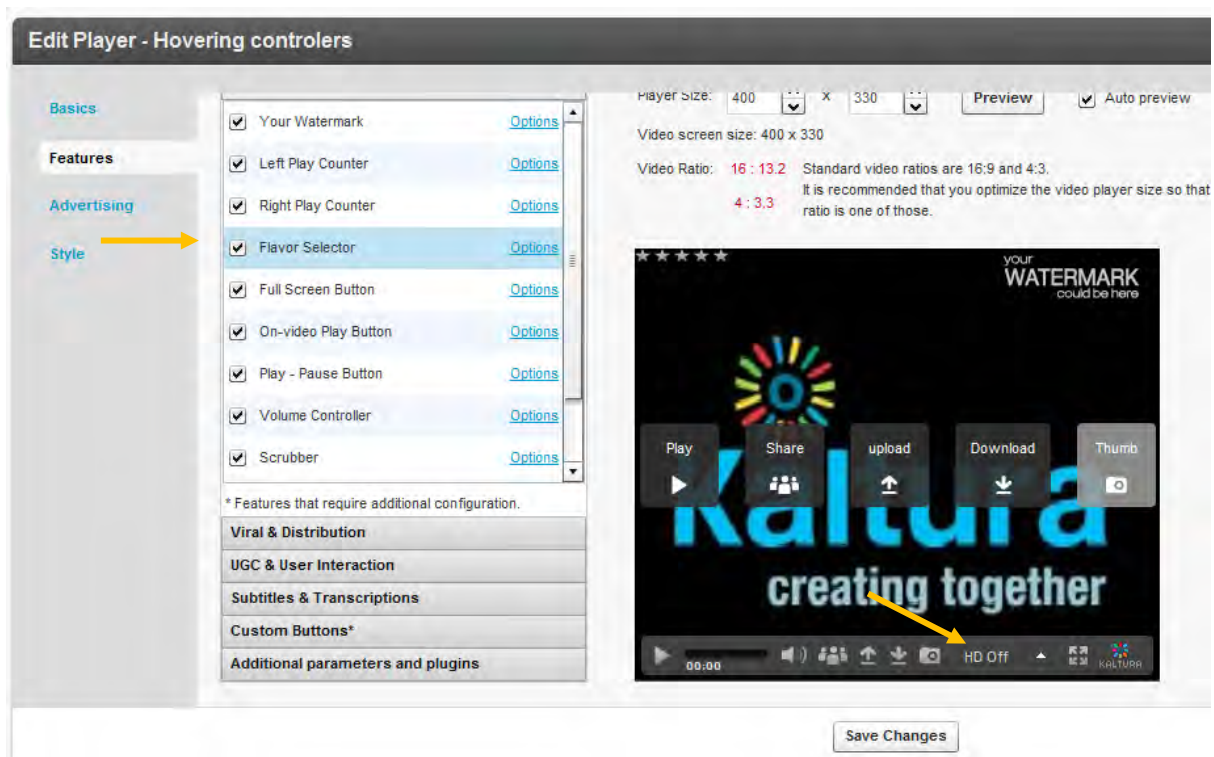 Edit Player - Hovering controlers
Basics
Features
Advertising
Style
Your Watermark Options
Left Play Counter Options
Right Play Counter Options
Flavor Selector Options
Full Screen Button Options
On-video Play Button Options
Play - Pause Button Options
Volume Controller Options
Scrubber Options
* Features that require additional configuration.
Viral & Distribution
UGC & User Interaction
Subtitles & Transcriptions
Custom Buttons*
Additional parameters and plugins
Player Size: 400 X 330 Preview Auto preview
Video screen size: 400 x 330
Video Ratio: 16 : 13.2 Standard video ratios are 16:9 and 4:3.
It is recommended that you optimize the video player size so that
4 : 3.3 ratio is one of those.
your
WATERMARK
could be here
Play Share upload Download Thumb
Kaltura
creating together
00:00 HD Off KALTURA
Save Changes